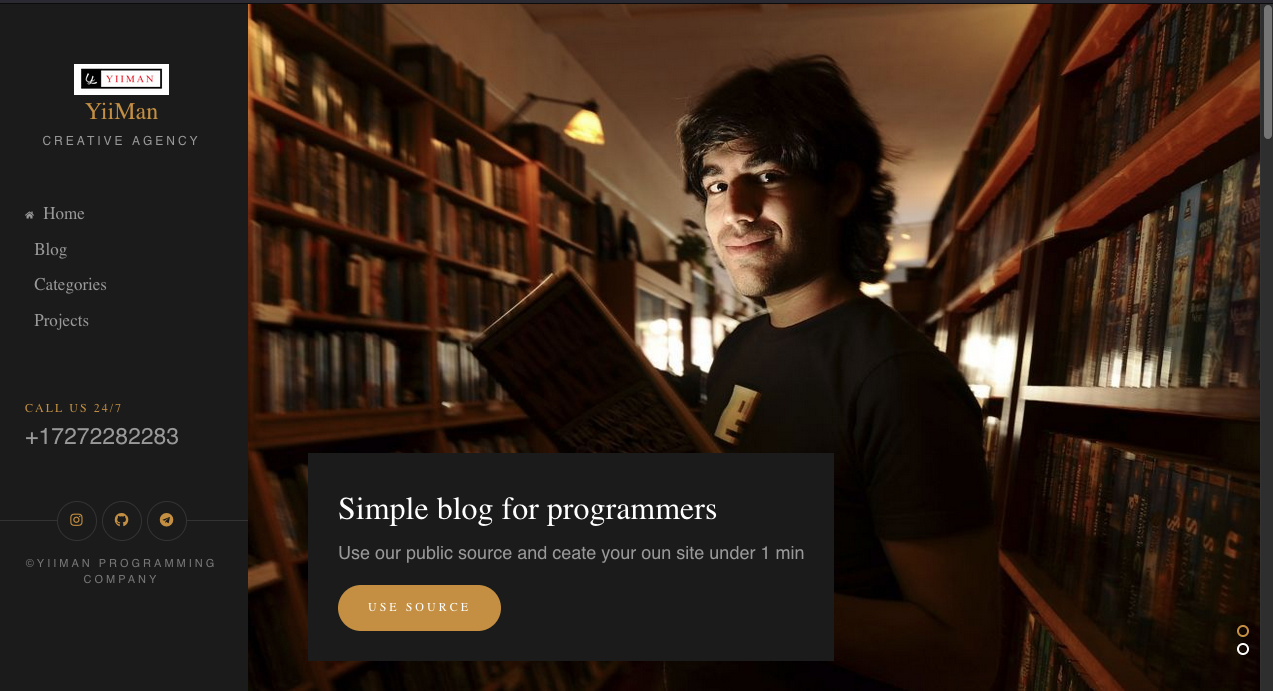 YIIMAN
YiiMan
CREATIVE AGENCY
Home
Blog
Categories
Projects
CALL US 24/7
+17272282283
©YIIMAN PROGRAMMING
COMPANY
Simple blog for programmers
Use our public source and ceate your oun site under 1 min
USE SOURCE